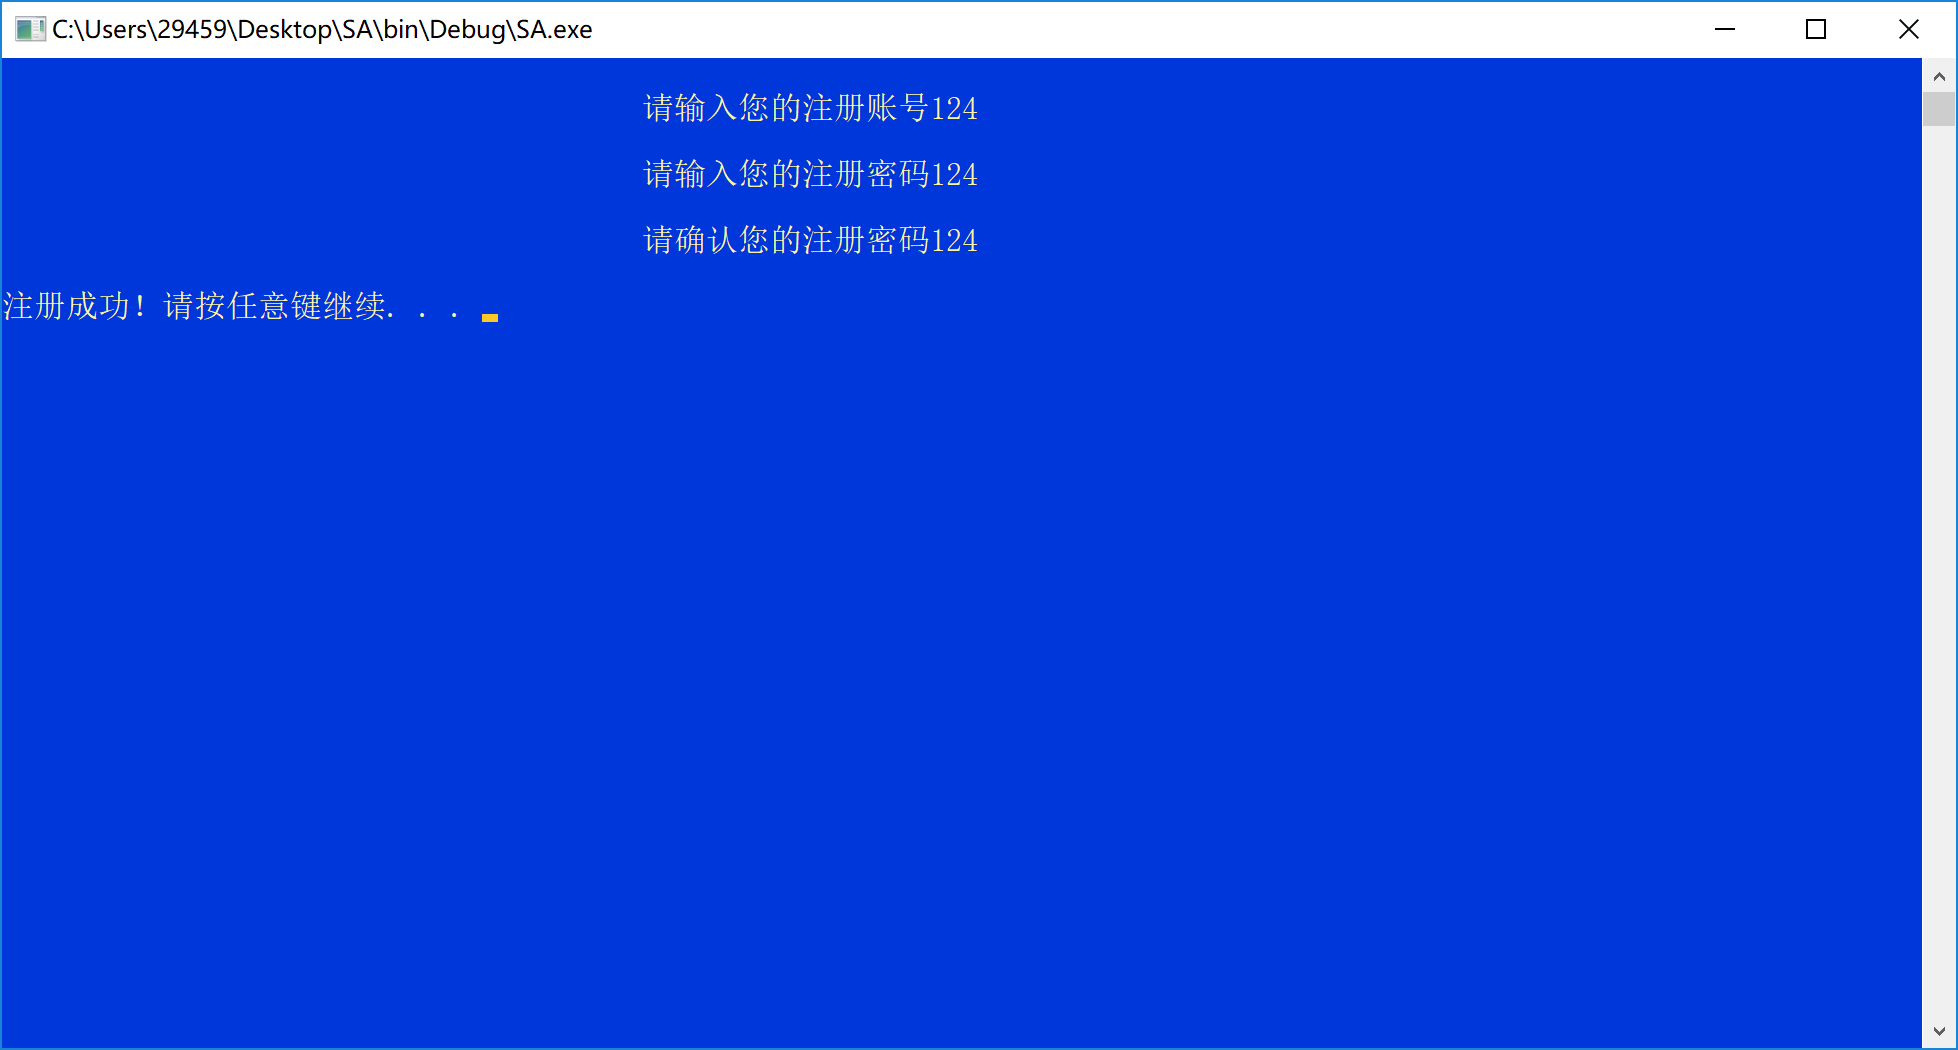 C:\Users\29459\Desktop\SA\bin\Debug\SA.exe
请输入您的注册账号124
请输入您的注册密码124
请确认您的注册密码124
注册成功！请按任意键继续. . .